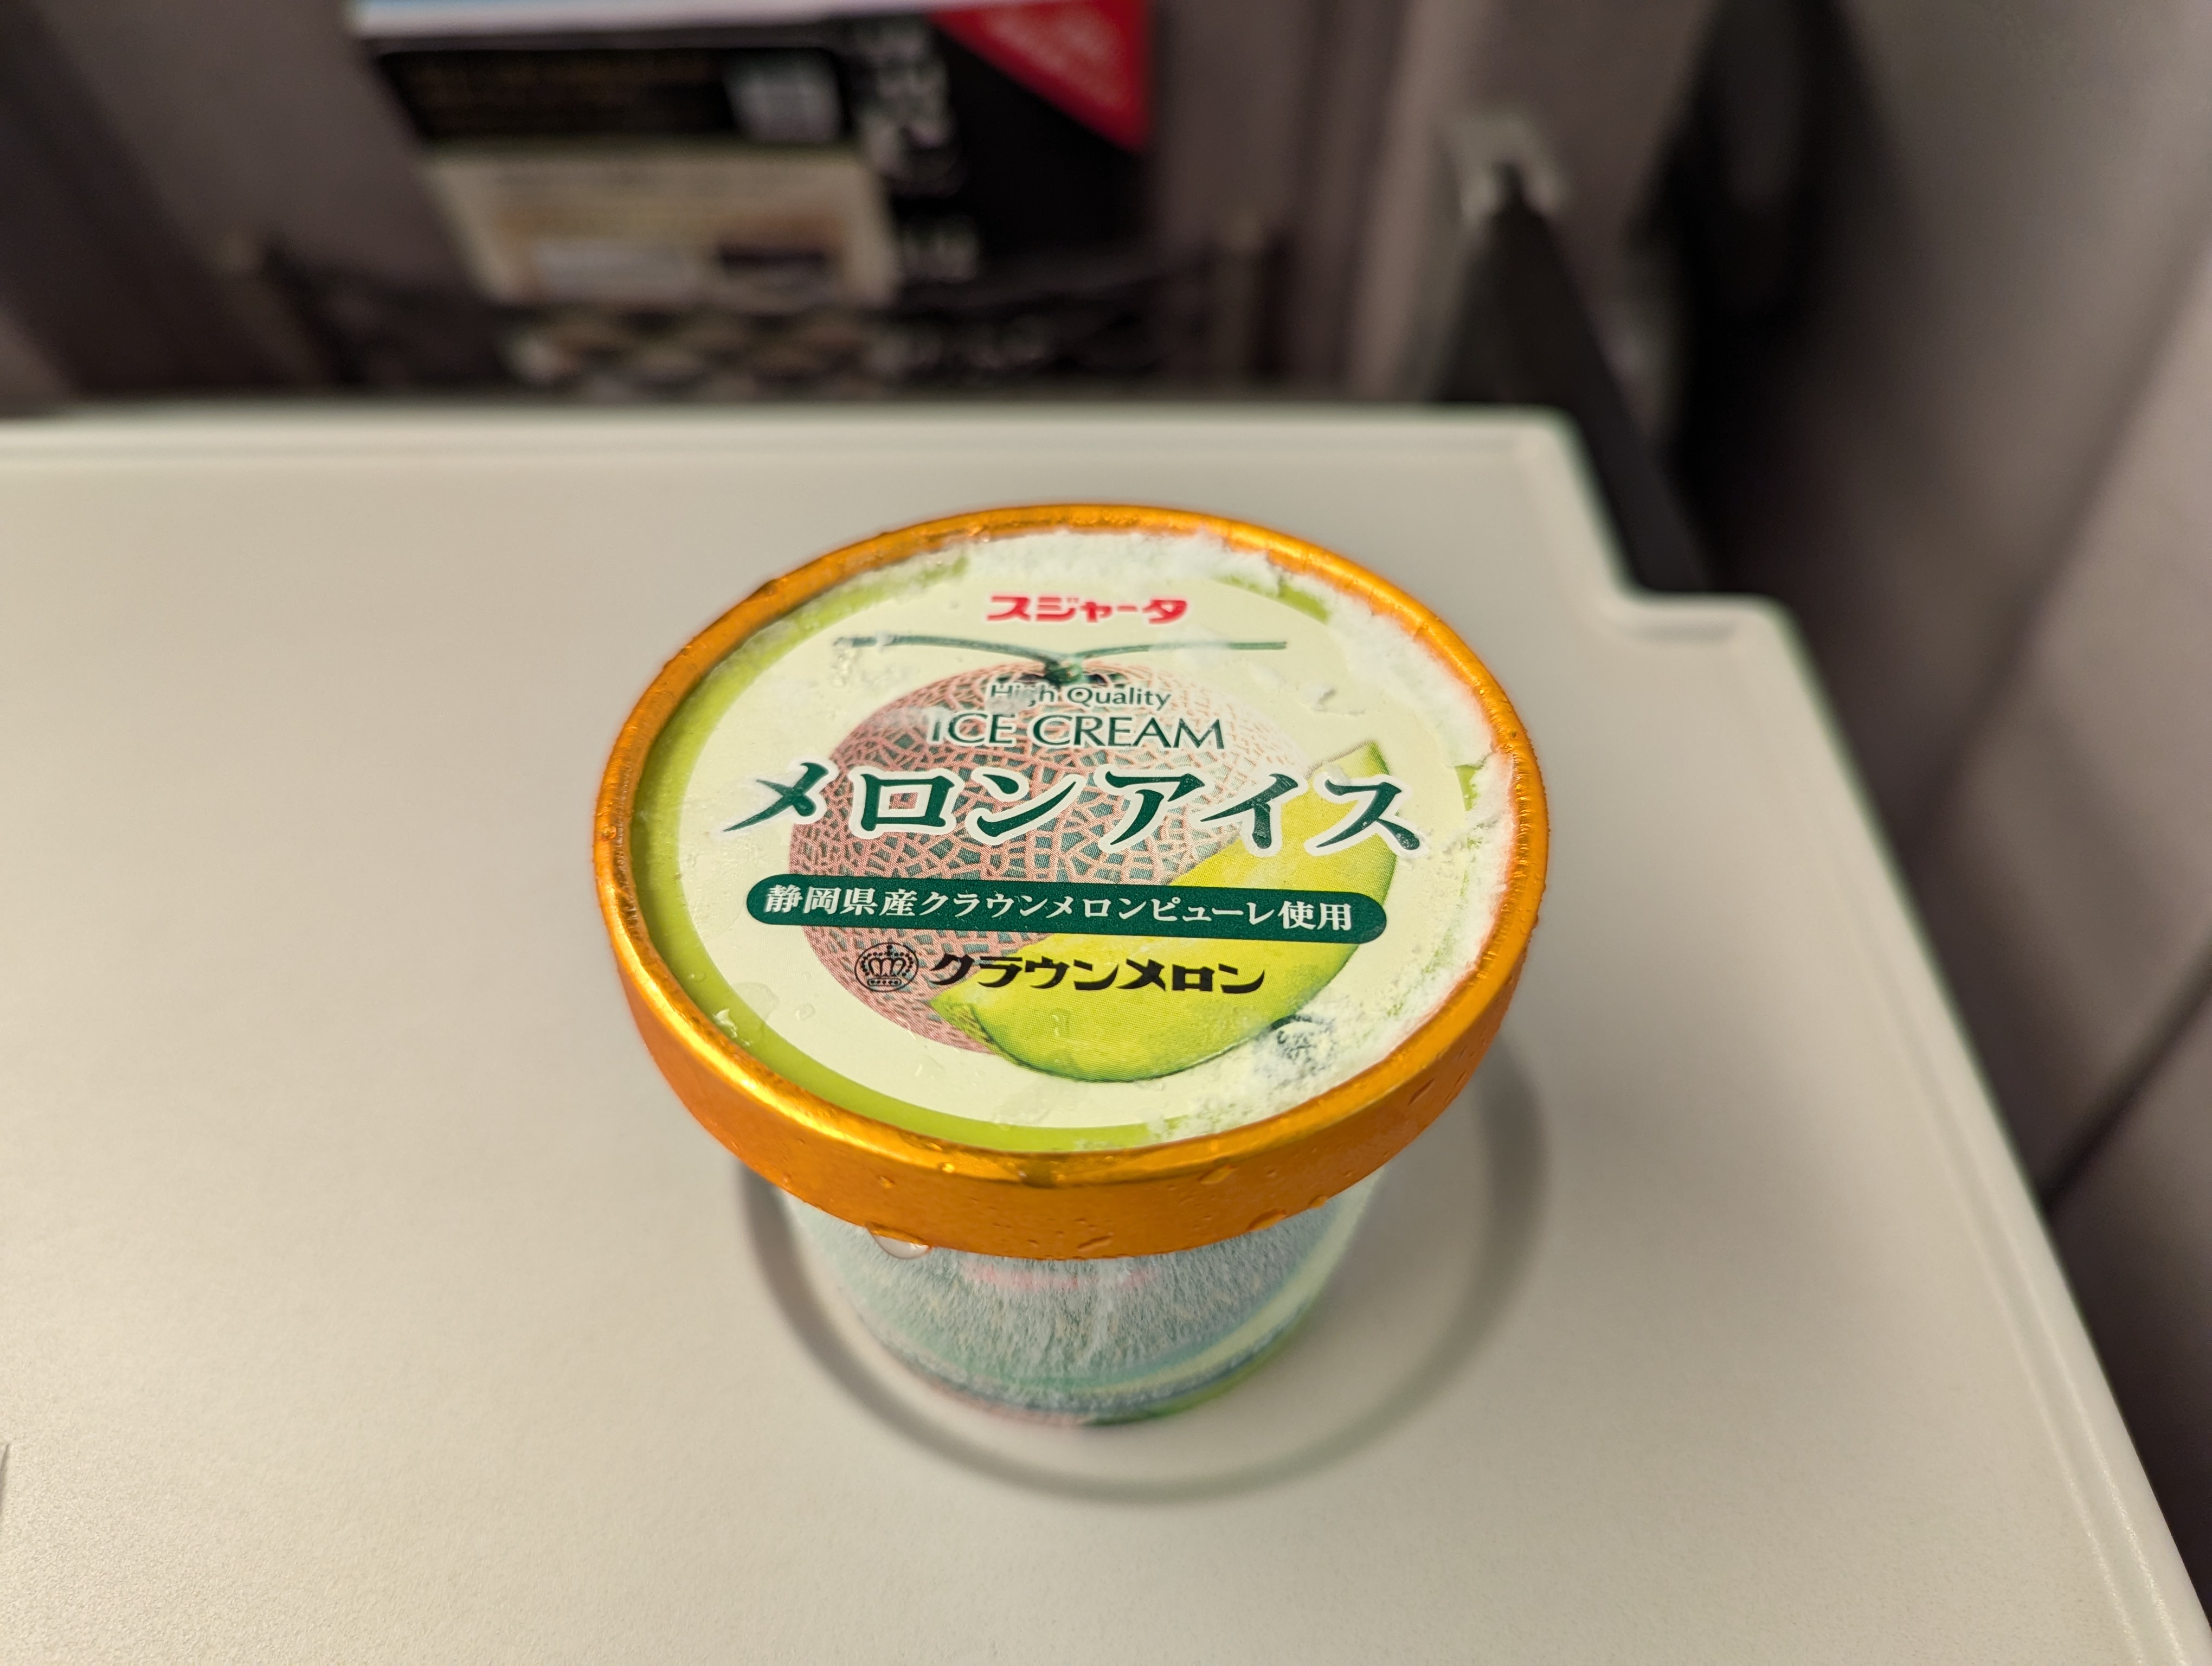 スジャータ
High Quality
ICE CREAM
メロンアイス
静岡県産クラウンメロンピューレ使用
クラウンメロン